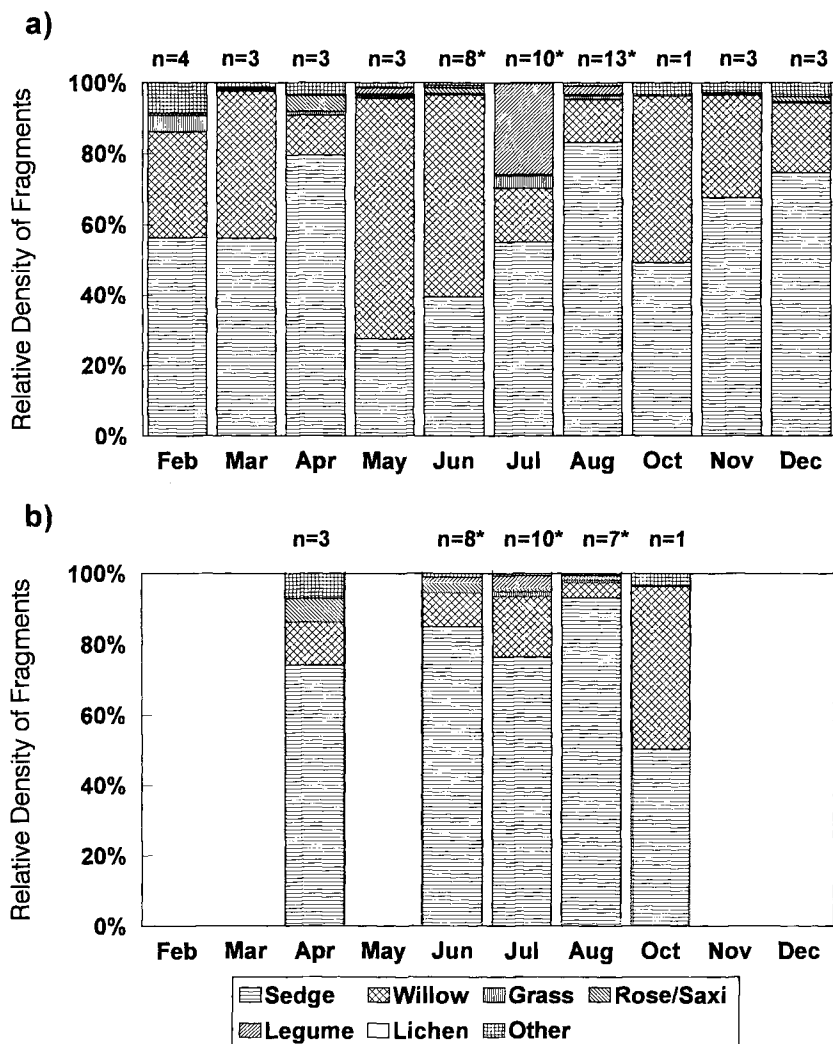 a)
n=4 n=3 n=3 n=3 n=8* n=10* n=13* n=1 n=3 n=3
100%
80%
60%
40%
20%
0%
Relative Density of Fragments
Feb Mar Apr May Jun Jul Aug Oct Nov Dec
b)
n=3 n=8* n=10* n=7* n=1
100%
80%
60%
40%
20%
0%
Relative Density of Fragments
Feb Mar Apr May Jun Jul Aug Oct Nov Dec
Sedge Willow Grass Rose/Saxi
Legume Lichen Other